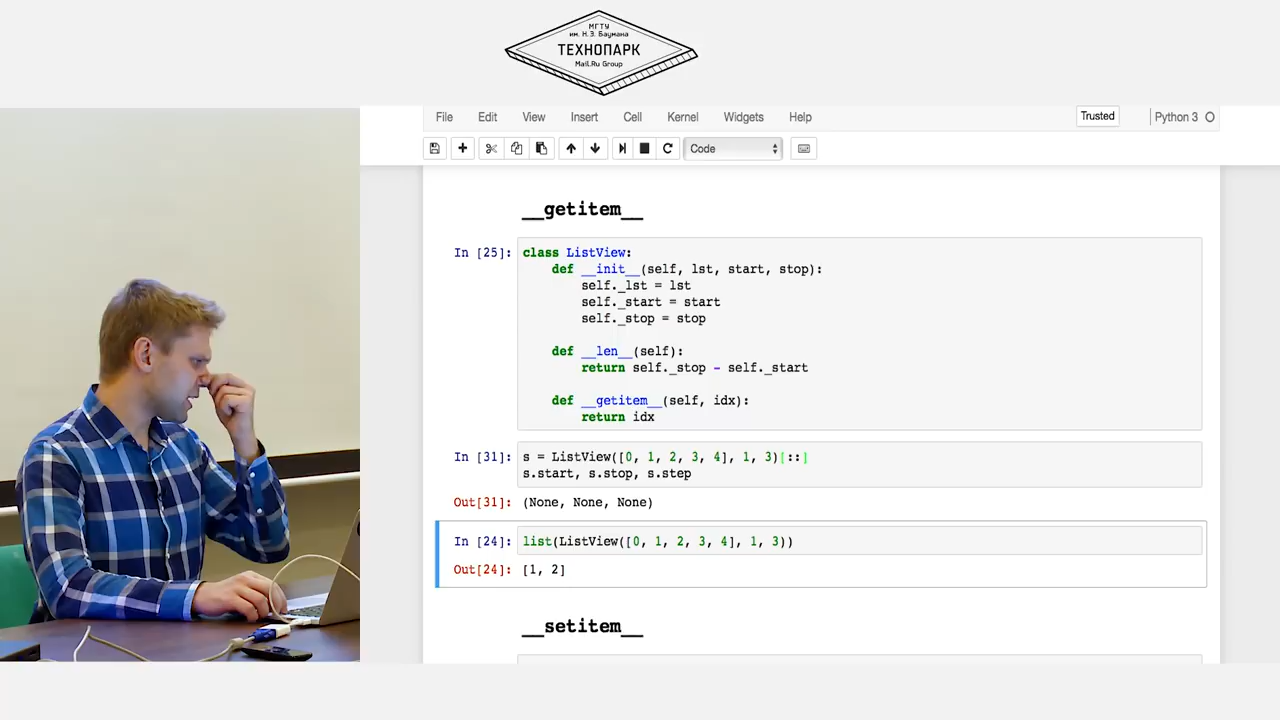 МГТУ
им. Н.Э. Баумана
ТЕХНОПАРК
Mail.Ru Group
File Edit View Insert Cell Kernel Widgets Help Trusted Python 3
Code
__getitem__
In [25]: class ListView:
    def __init__(self, lst, start, stop):
        self._lst = lst
        self._start = start
        self._stop = stop
    def __len__(self):
        return self._stop - self._start
    def __getitem__(self, idx):
        return idx
In [31]: s = ListView([0, 1, 2, 3, 4], 1, 3)[::]
s.start, s.stop, s.step
Out[31]: (None, None, None)
In [24]: list(ListView([0, 1, 2, 3, 4], 1, 3))
Out[24]: [1, 2]
__setitem__